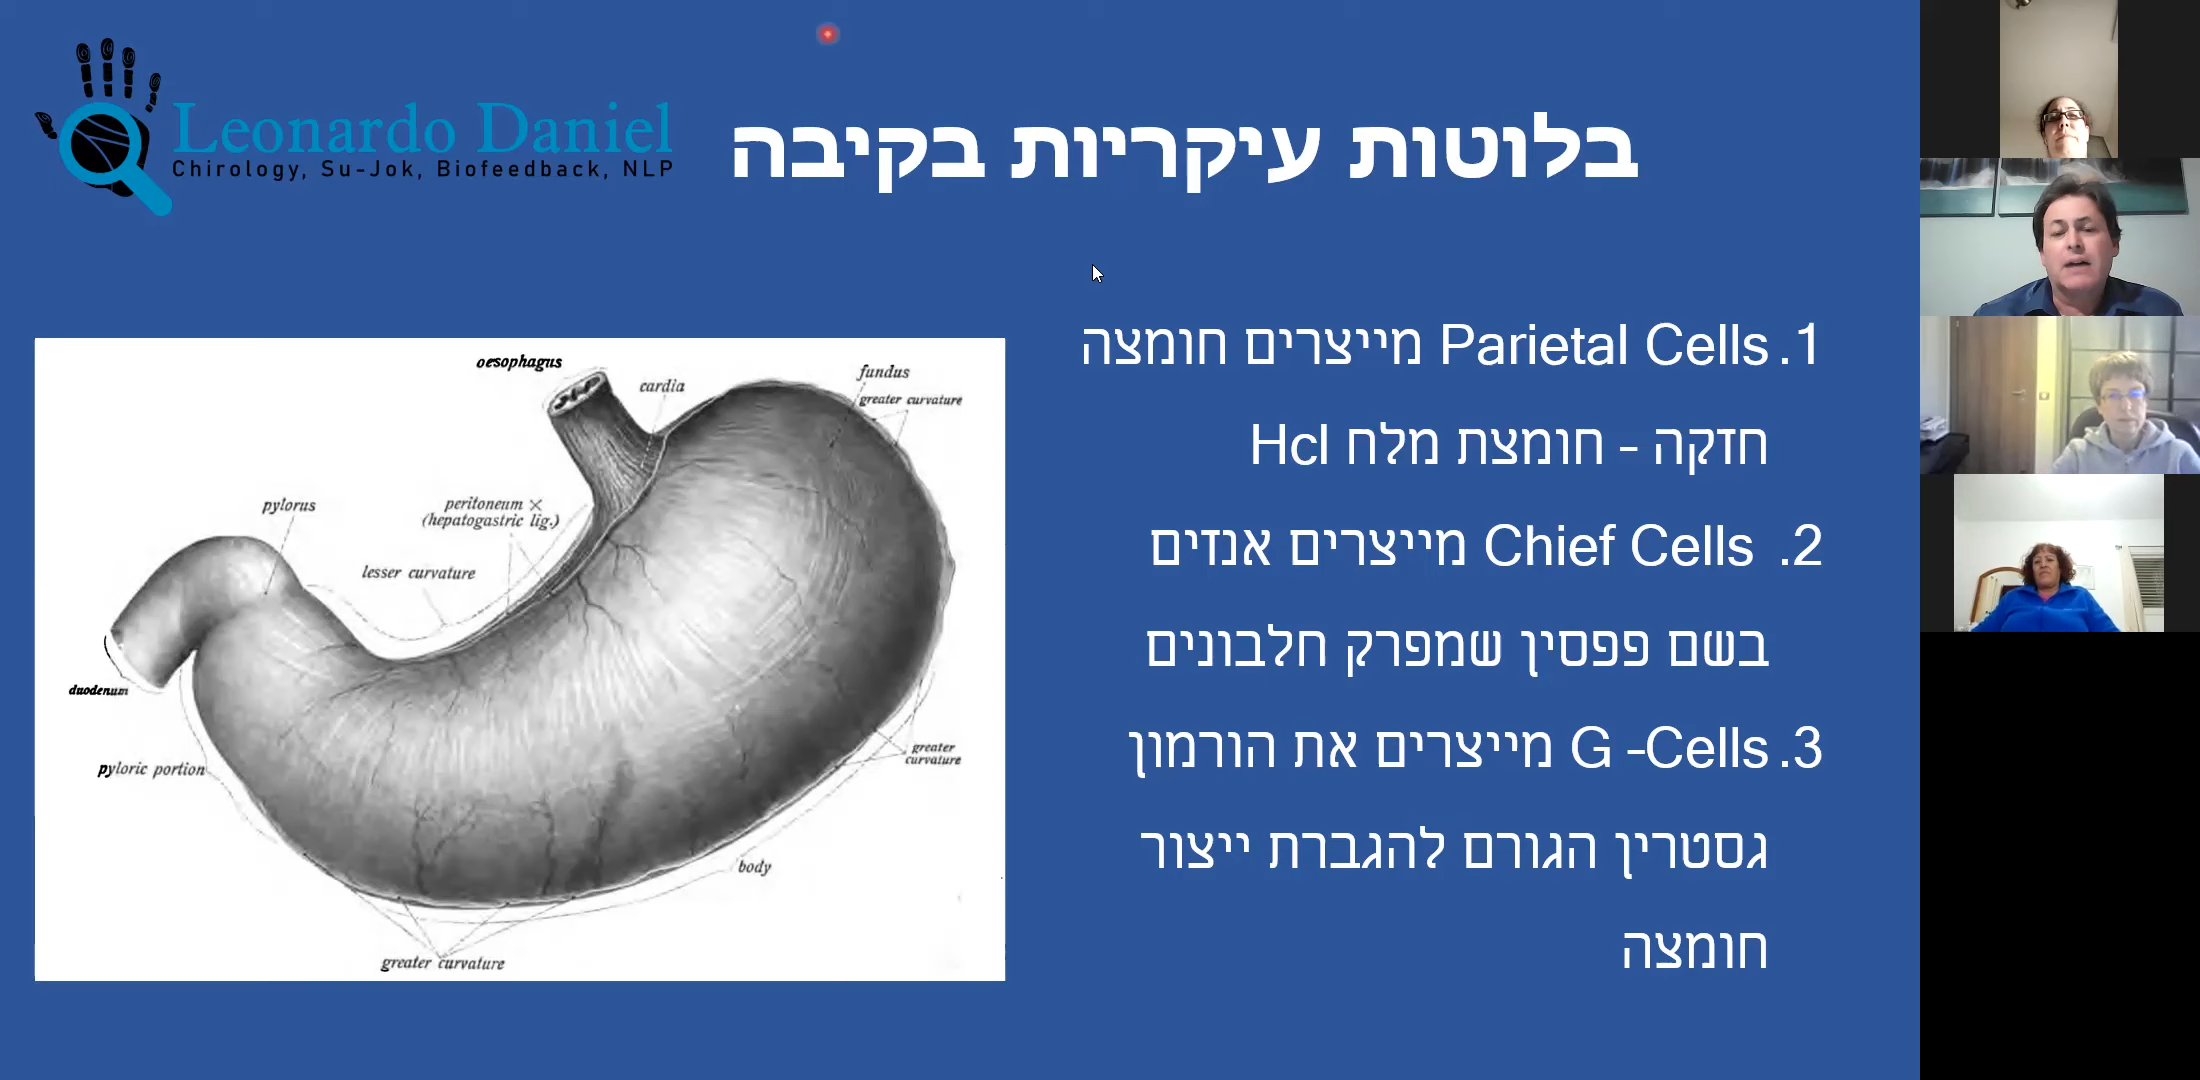 Leonardo Daniel
Chirology, Su-Jok, Biofeedback, NLP
בלוטות עיקריות בקיבה
1. Parietal Cells מייצרים חומצה
חזקה - חומצת מלח Hcl
2. Chief Cells מייצרים אנזים
בשם פפסין שמפרק חלבונים
3. G -Cells מייצרים את הורמון
גסטרין הגורם להגברת ייצור
חומצה
oesophagus
cardia
fundus
greater curvature
pylorus
peritoneum X
(hepatogastric lig.)
lesser curvature
duodenum
pyloric portion
greater
curvature
body
greater curvature